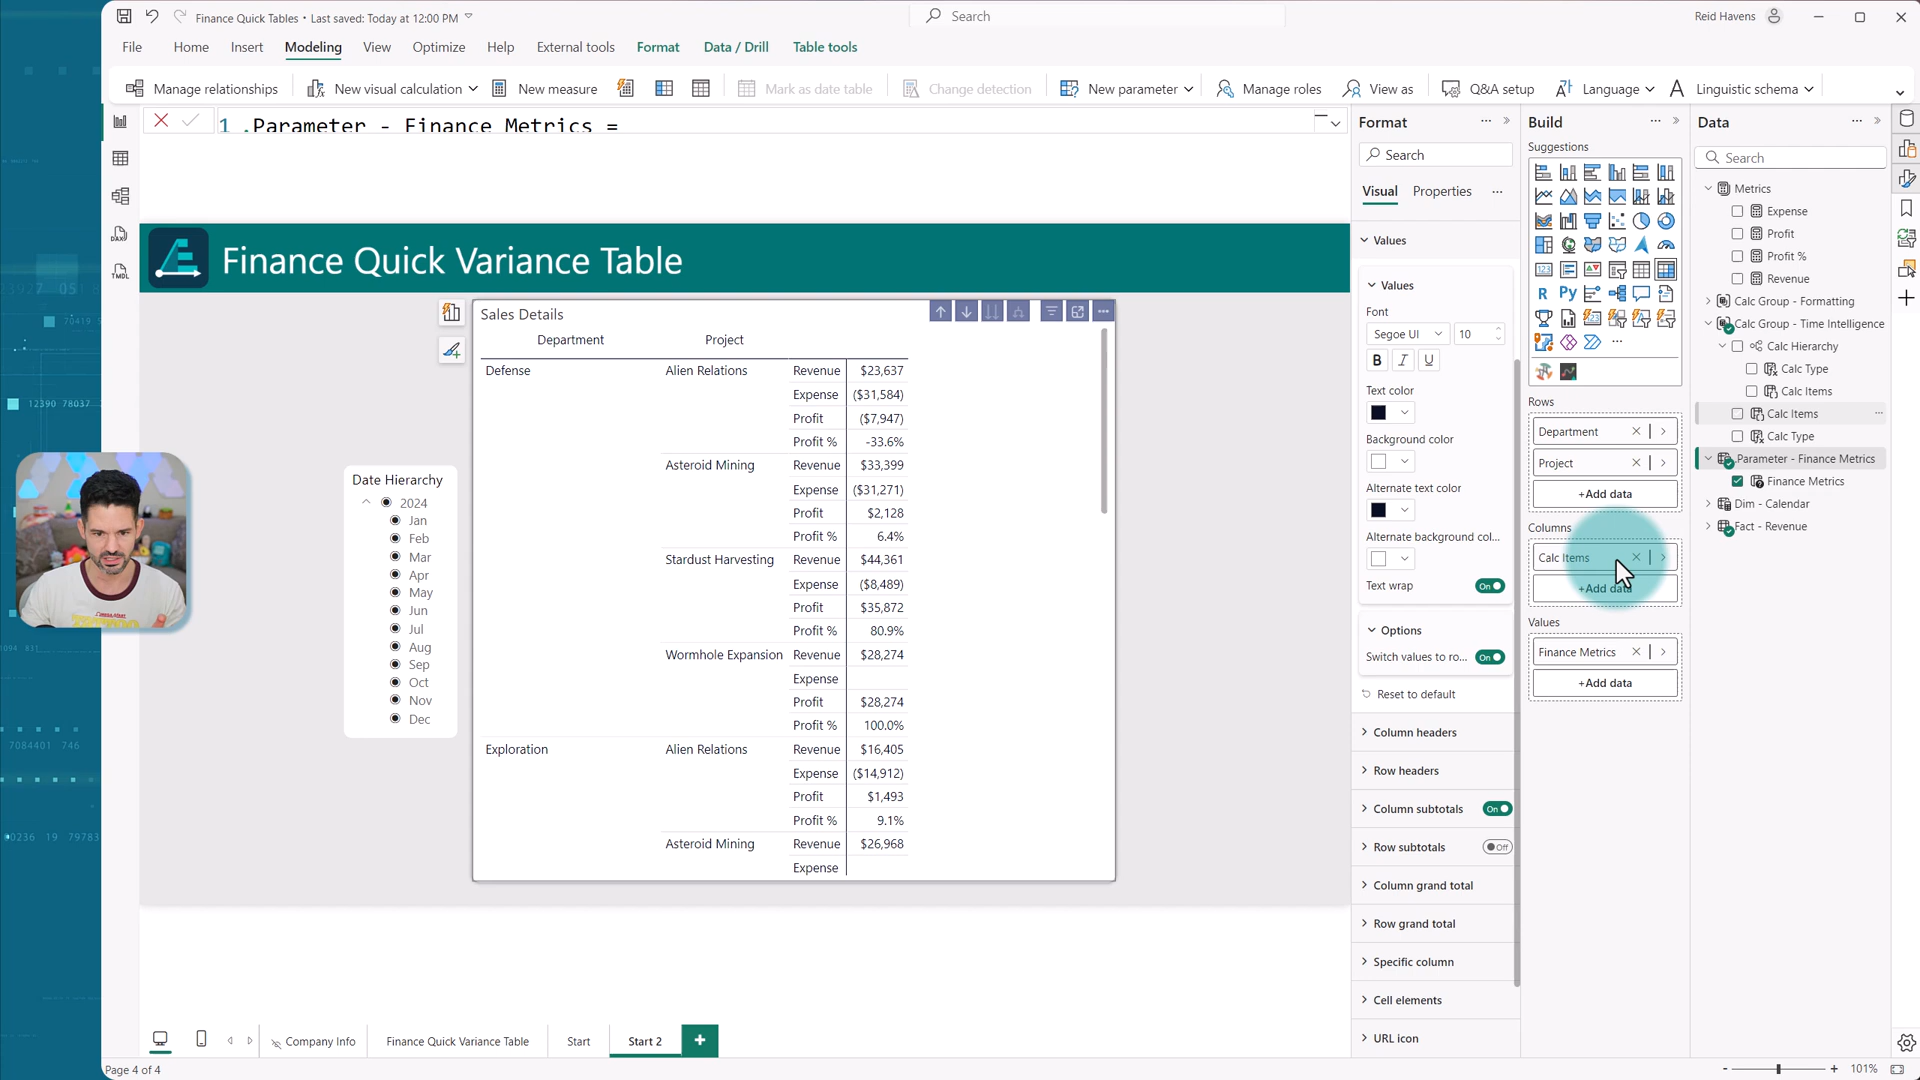 Finance Quick Tables • Last saved: Today at 12:00 PM
Search
Reid Havens
File
Home
Insert
Modeling
View
Optimize
Help
External tools
Format
Data / Drill
Table tools
Manage relationships
New visual calculation
New measure
Mark as date table
Change detection
New parameter
Manage roles
View as
Q&A setup
Language
Linguistic schema
1 .Parameter - Finance Metrics =
DAX
TMDL
Finance Quick Variance Table
Date Hierarchy
2024
Jan
Feb
Mar
Apr
May
Jun
Jul
Aug
Sep
Oct
Nov
Dec
Sales Details
Department Project
Defense Alien Relations Revenue $23,637
Expense ($31,584)
Profit ($7,947)
Profit % -33.6%
Asteroid Mining Revenue $33,399
Expense ($31,271)
Profit $2,128
Profit % 6.4%
Stardust Harvesting Revenue $44,361
Expense ($8,489)
Profit $35,872
Profit % 80.9%
Wormhole Expansion Revenue $28,274
Expense
Profit $28,274
Profit % 100.0%
Exploration Alien Relations Revenue $16,405
Expense ($14,912)
Profit $1,493
Profit % 9.1%
Asteroid Mining Revenue $26,968
Expense
Format
Search
Visual
Properties
Values
Values
Font
Segoe UI 10
B I U
Text color
Background color
Alternate text color
Alternate background col...
Text wrap On
Options
Switch values to ro... On
Reset to default
Column headers
Row headers
Column subtotals On
Row subtotals Off
Column grand total
Row grand total
Specific column
Cell elements
URL icon
Build
Suggestions
123
R Py
Rows
Department
Project
+Add data
Columns
Calc Items
+Add data
Values
Finance Metrics
+Add data
Data
Search
Metrics
Expense
Profit
Profit %
Revenue
Calc Group - Formatting
Calc Group - Time Intelligence
Calc Hierarchy
Calc Type
Calc Items
Calc Items
Calc Type
.Parameter - Finance Metrics
Finance Metrics
Dim - Calendar
Fact - Revenue
Company Info
Finance Quick Variance Table
Start
Start 2
Page 4 of 4
- + 101%
12390 78037
7084401 746